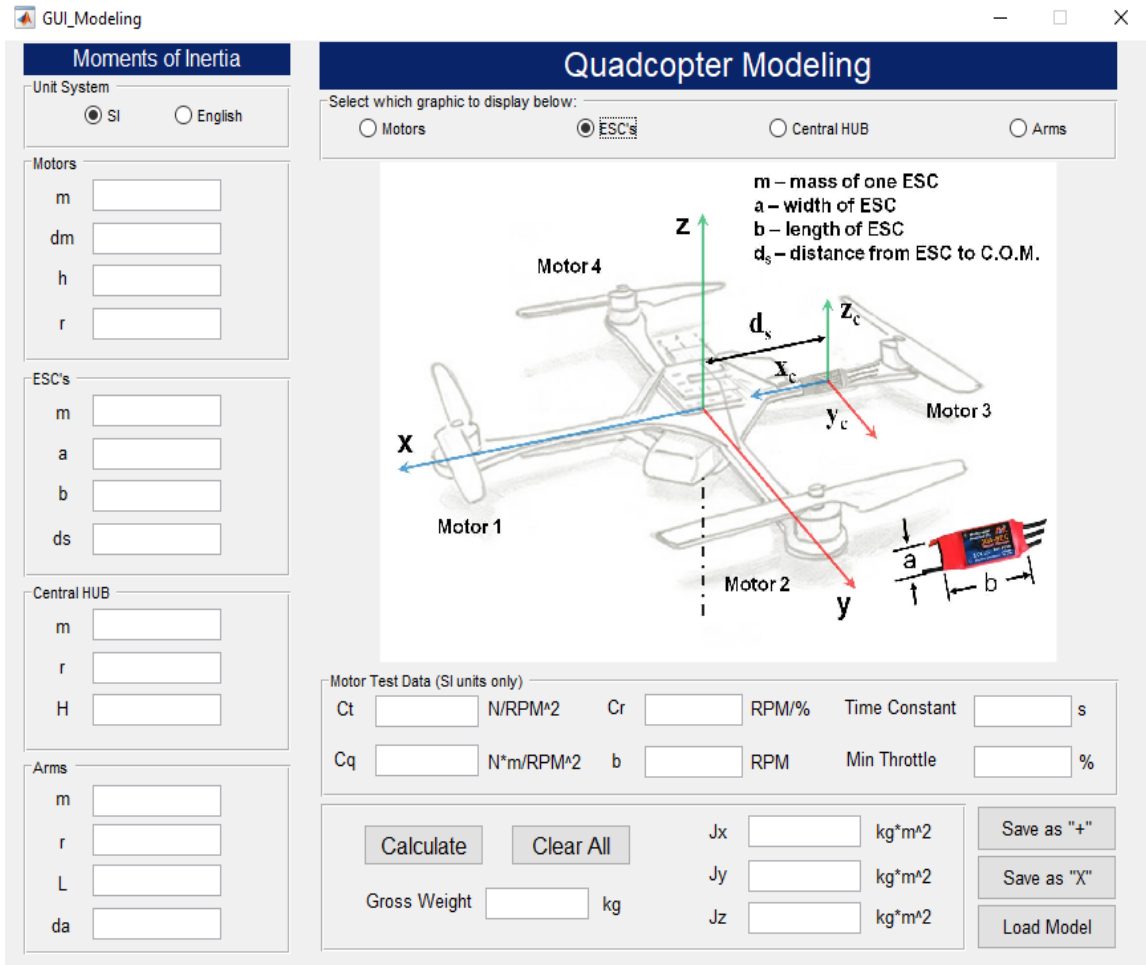 GUI_Modeling
Moments of Inertia
Unit System
SI English
Motors
m
dm
h
r
ESC's
m
a
b
ds
Central HUB
m
r
H
Arms
m
r
L
da
Quadcopter Modeling
Select which graphic to display below:
Motors ESC's Central HUB Arms
m – mass of one ESC
a – width of ESC
b – length of ESC
ds – distance from ESC to C.O.M.
z
Motor 4
zc
ds
xc
yc
Motor 3
x
Motor 1
Motor 2
y
a
b
Motor Test Data (SI units only)
Ct N/RPM^2 Cr RPM/% Time Constant s
Cq N*m/RPM^2 b RPM Min Throttle %
Calculate Clear All
Gross Weight kg
Jx kg*m^2
Jy kg*m^2
Jz kg*m^2
Save as "+"
Save as "X"
Load Model